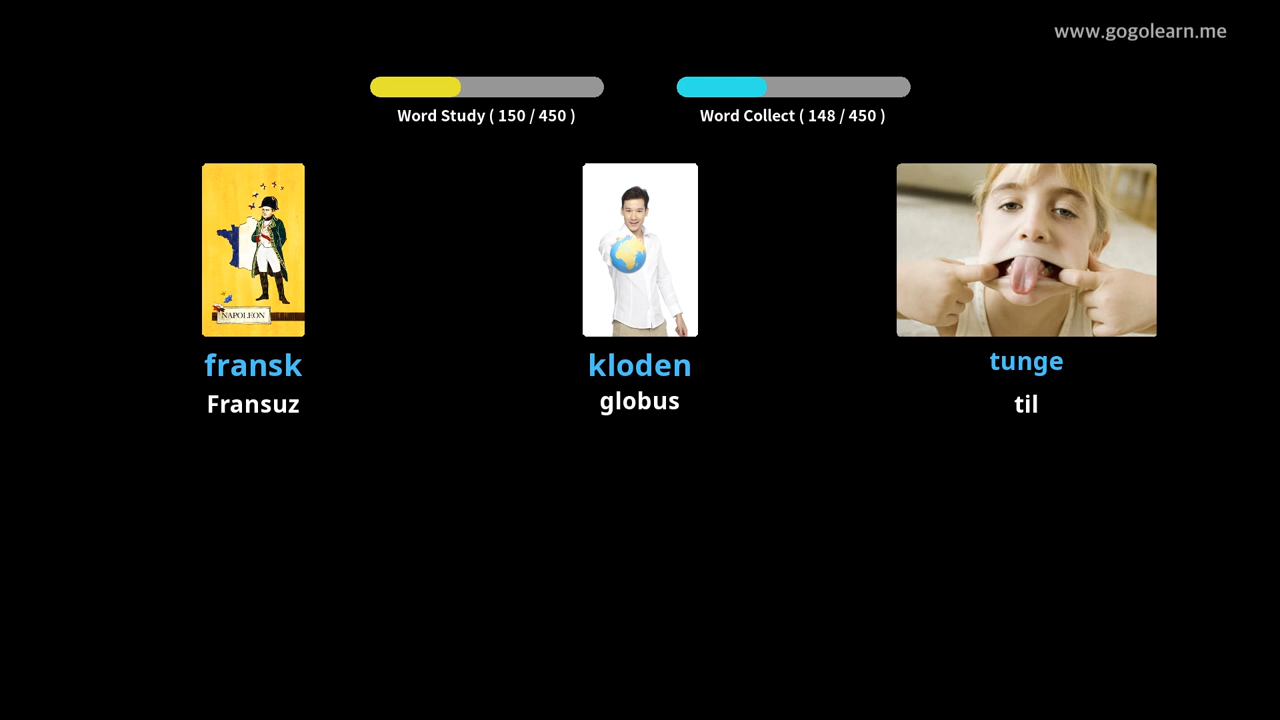 www.gogolearn.me
Word Study ( 150 / 450 )
Word Collect ( 148 / 450 )
NAPOLEON
fransk
kloden
tunge
Fransuz
globus
til